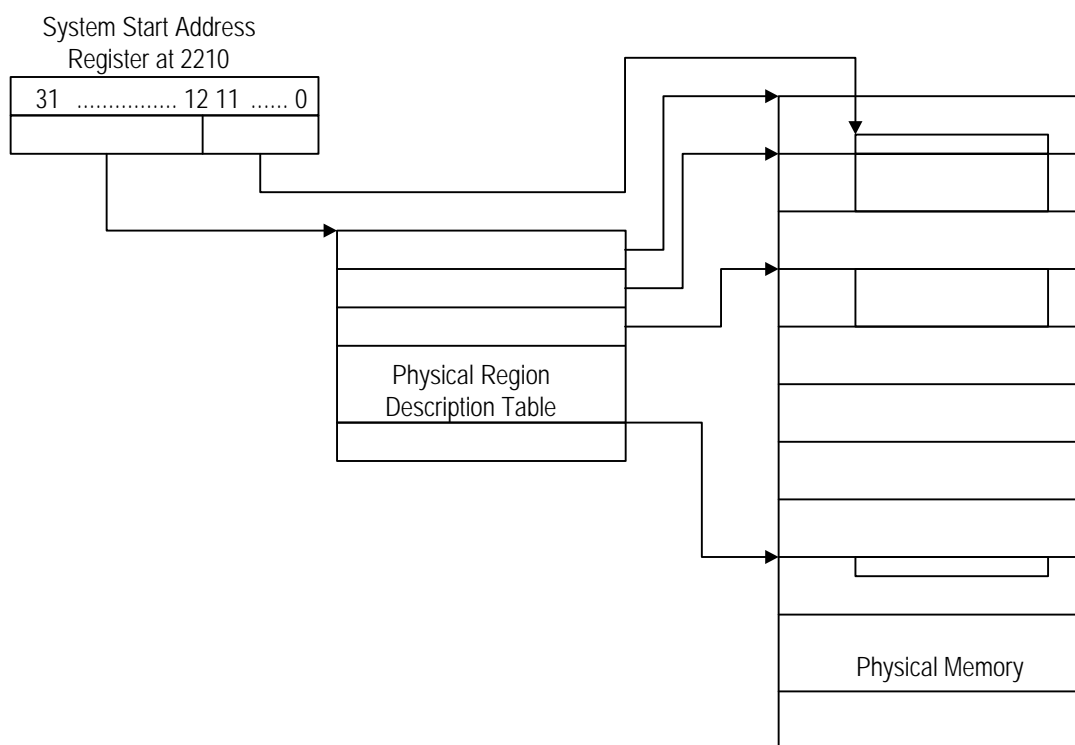 System Start Address
Register at 2210
31 ............... 12 11 ...... 0
Physical Region
Description Table
Physical Memory